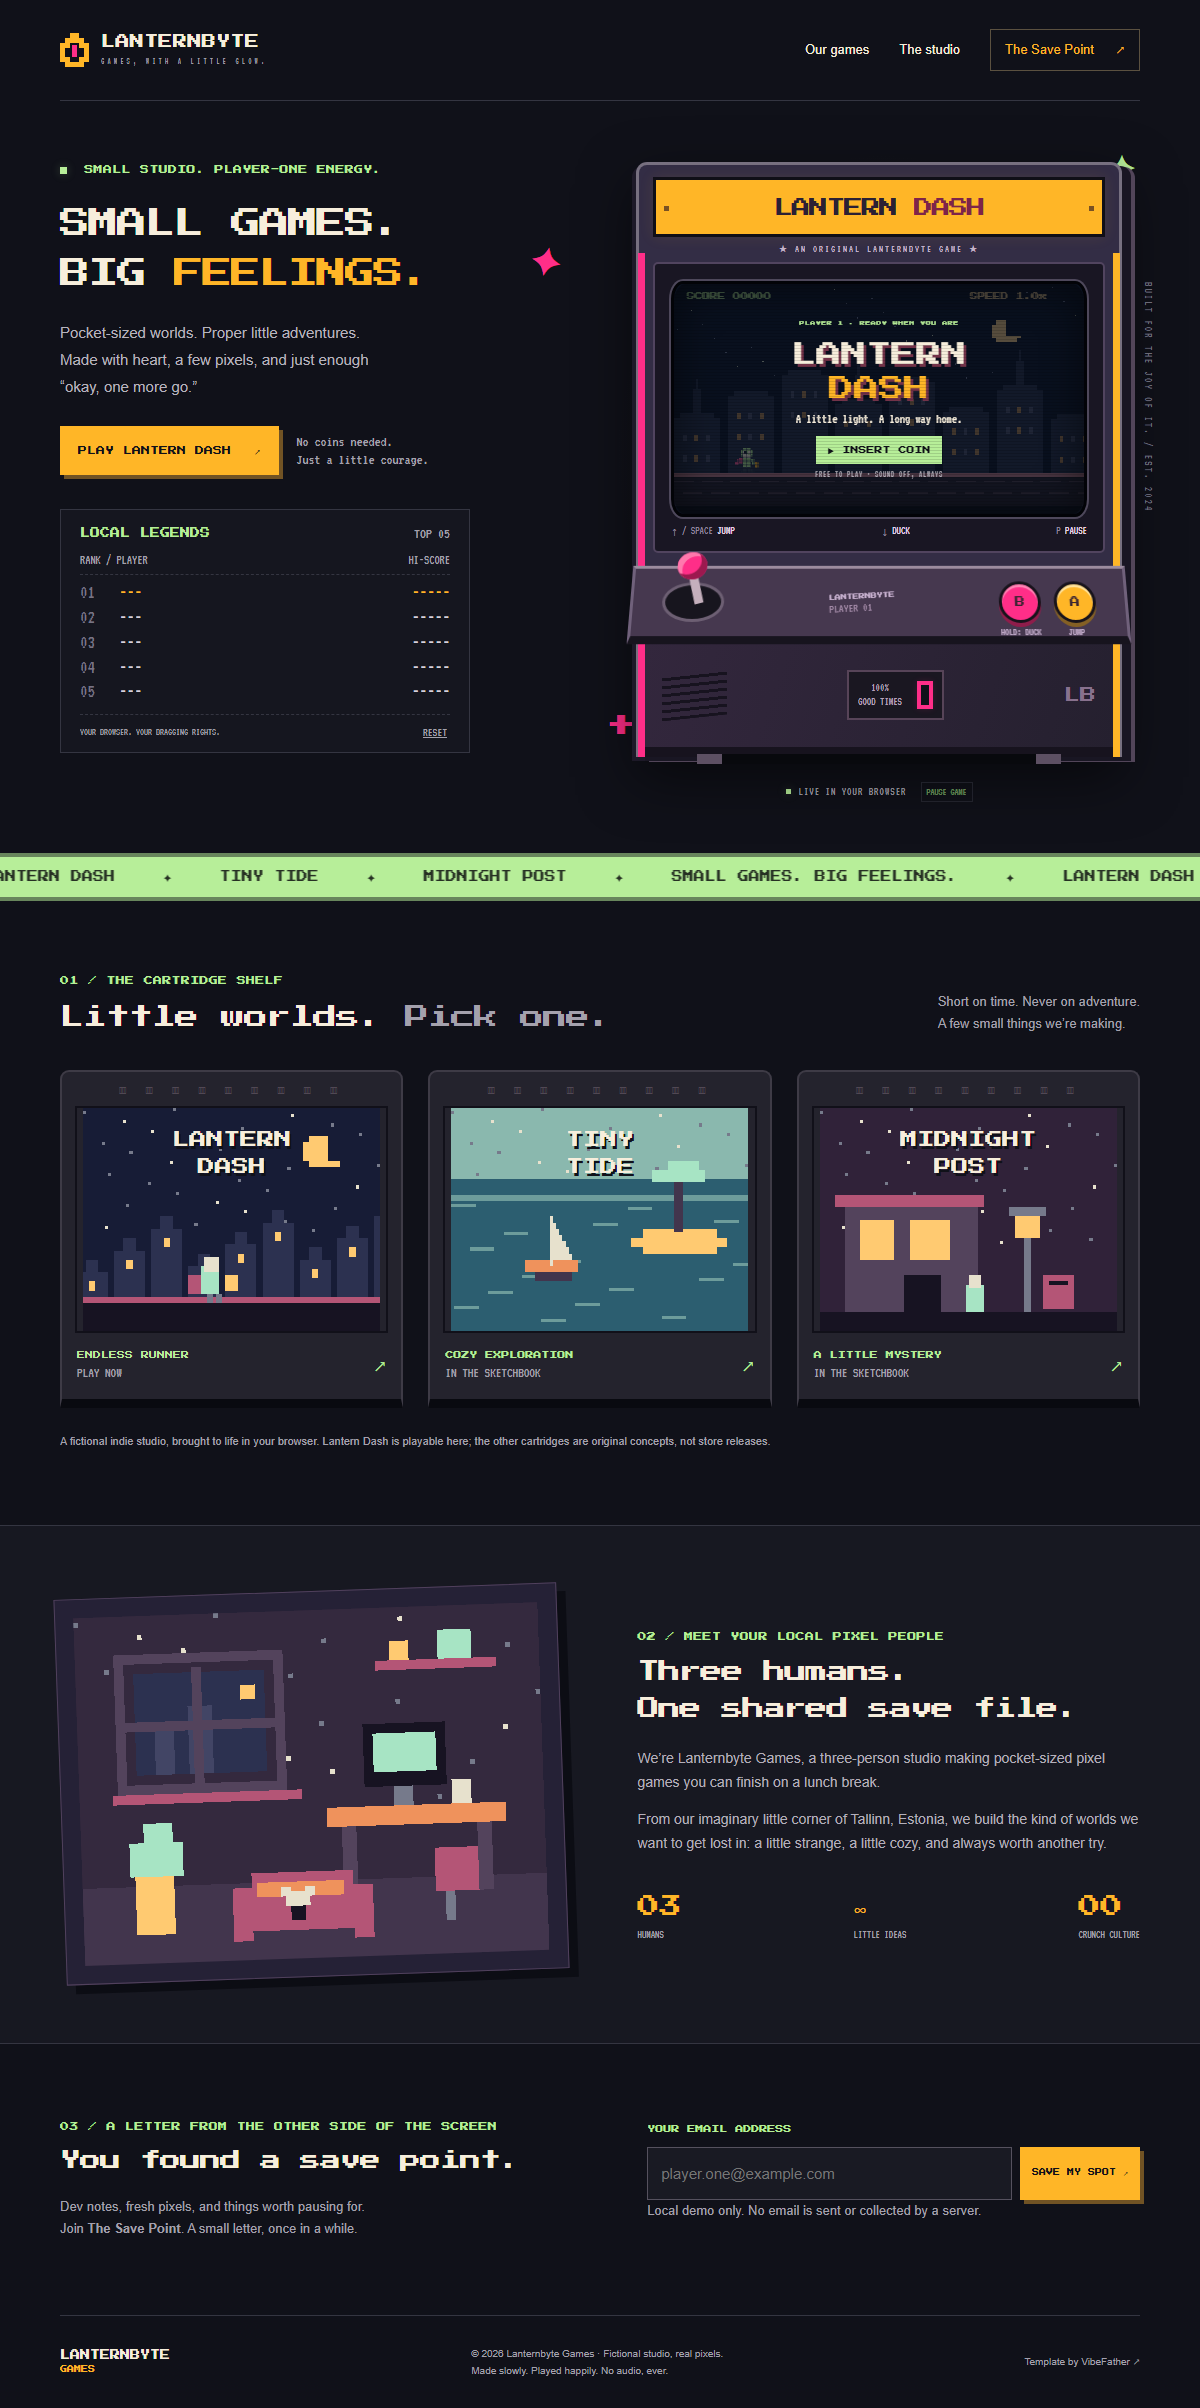 LANTERNBYTE
GAMES, WITH A LITTLE GLOW.
Our games
The studio
The Save Point ↗
SMALL STUDIO. PLAYER-ONE ENERGY.
SMALL GAMES.
BIG FEELINGS.
Pocket-sized worlds. Proper little adventures.
Made with heart, a few pixels, and just enough
“okay, one more go.”
PLAY LANTERN DASH ↗
No coins needed.
Just a little courage.
LOCAL LEGENDS
TOP 05
RANK / PLAYER
HI-SCORE
01 --- -----
02 --- -----
03 --- -----
04 --- -----
05 --- -----
YOUR BROWSER. YOUR BRAGGING RIGHTS.
RESET
LANTERN DASH
★ AN ORIGINAL LANTERNBYTE GAME ★
SCORE 00000
SPEED 1.0x
PLAYER 1 · READY WHEN YOU ARE
LANTERN
DASH
A little light. A long way home.
▶ INSERT COIN
FREE TO PLAY · SOUND OFF, ALWAYS
↑ / SPACE JUMP
↓ DUCK
P PAUSE
LANTERNBYTE
PLAYER 01
B
A
HOLD: DUCK
JUMP
100%
GOOD TIMES
LB
BUILT FOR THE JOY OF IT. / EST. 2024
LIVE IN YOUR BROWSER
PAUSE GAME
ANTERN DASH ✦ TINY TIDE ✦ MIDNIGHT POST ✦ SMALL GAMES. BIG FEELINGS. ✦ LANTERN DASH
01 / THE CARTRIDGE SHELF
Little worlds. Pick one.
Short on time. Never on adventure.
A few small things we’re making.
LANTERN
DASH
ENDLESS RUNNER
PLAY NOW
↗
TINY
TIDE
COZY EXPLORATION
IN THE SKETCHBOOK
↗
MIDNIGHT
POST
A LITTLE MYSTERY
IN THE SKETCHBOOK
↗
A fictional indie studio, brought to life in your browser. Lantern Dash is playable here; the other cartridges are original concepts, not store releases.
02 / MEET YOUR LOCAL PIXEL PEOPLE
Three humans.
One shared save file.
We’re Lanternbyte Games, a three-person studio making pocket-sized pixel
games you can finish on a lunch break.
From our imaginary little corner of Tallinn, Estonia, we build the kind of worlds we
want to get lost in: a little strange, a little cozy, and always worth another try.
03
HUMANS
∞
LITTLE IDEAS
00
CRUNCH CULTURE
03 / A LETTER FROM THE OTHER SIDE OF THE SCREEN
You found a save point.
Dev notes, fresh pixels, and things worth pausing for.
Join The Save Point. A small letter, once in a while.
YOUR EMAIL ADDRESS
player.one@example.com
SAVE MY SPOT ↗
Local demo only. No email is sent or collected by a server.
LANTERNBYTE
GAMES
© 2026 Lanternbyte Games · Fictional studio, real pixels.
Made slowly. Played happily. No audio, ever.
Template by VibeFather ↗